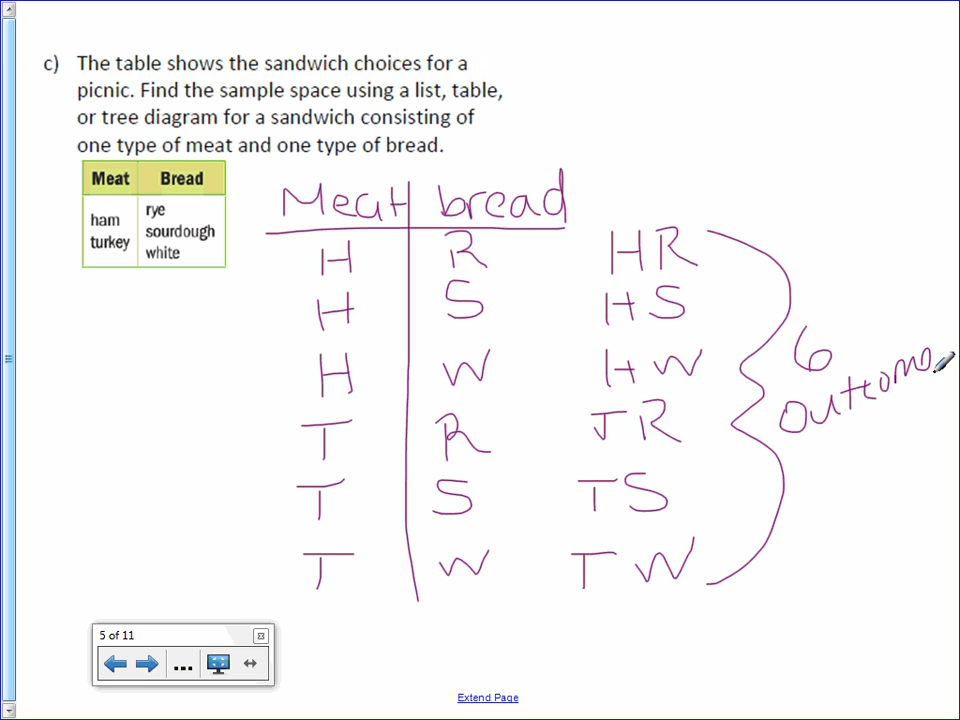 c) The table shows the sandwich choices for a
picnic. Find the sample space using a list, table,
or tree diagram for a sandwich consisting of
one type of meat and one type of bread.
Meat Bread
ham
turkey
rye
sourdough
white
Meat bread
H R HR
H S HS
H W HW
T R TR
T S TS
T W TW
6
5 of 11
...
Extend Page